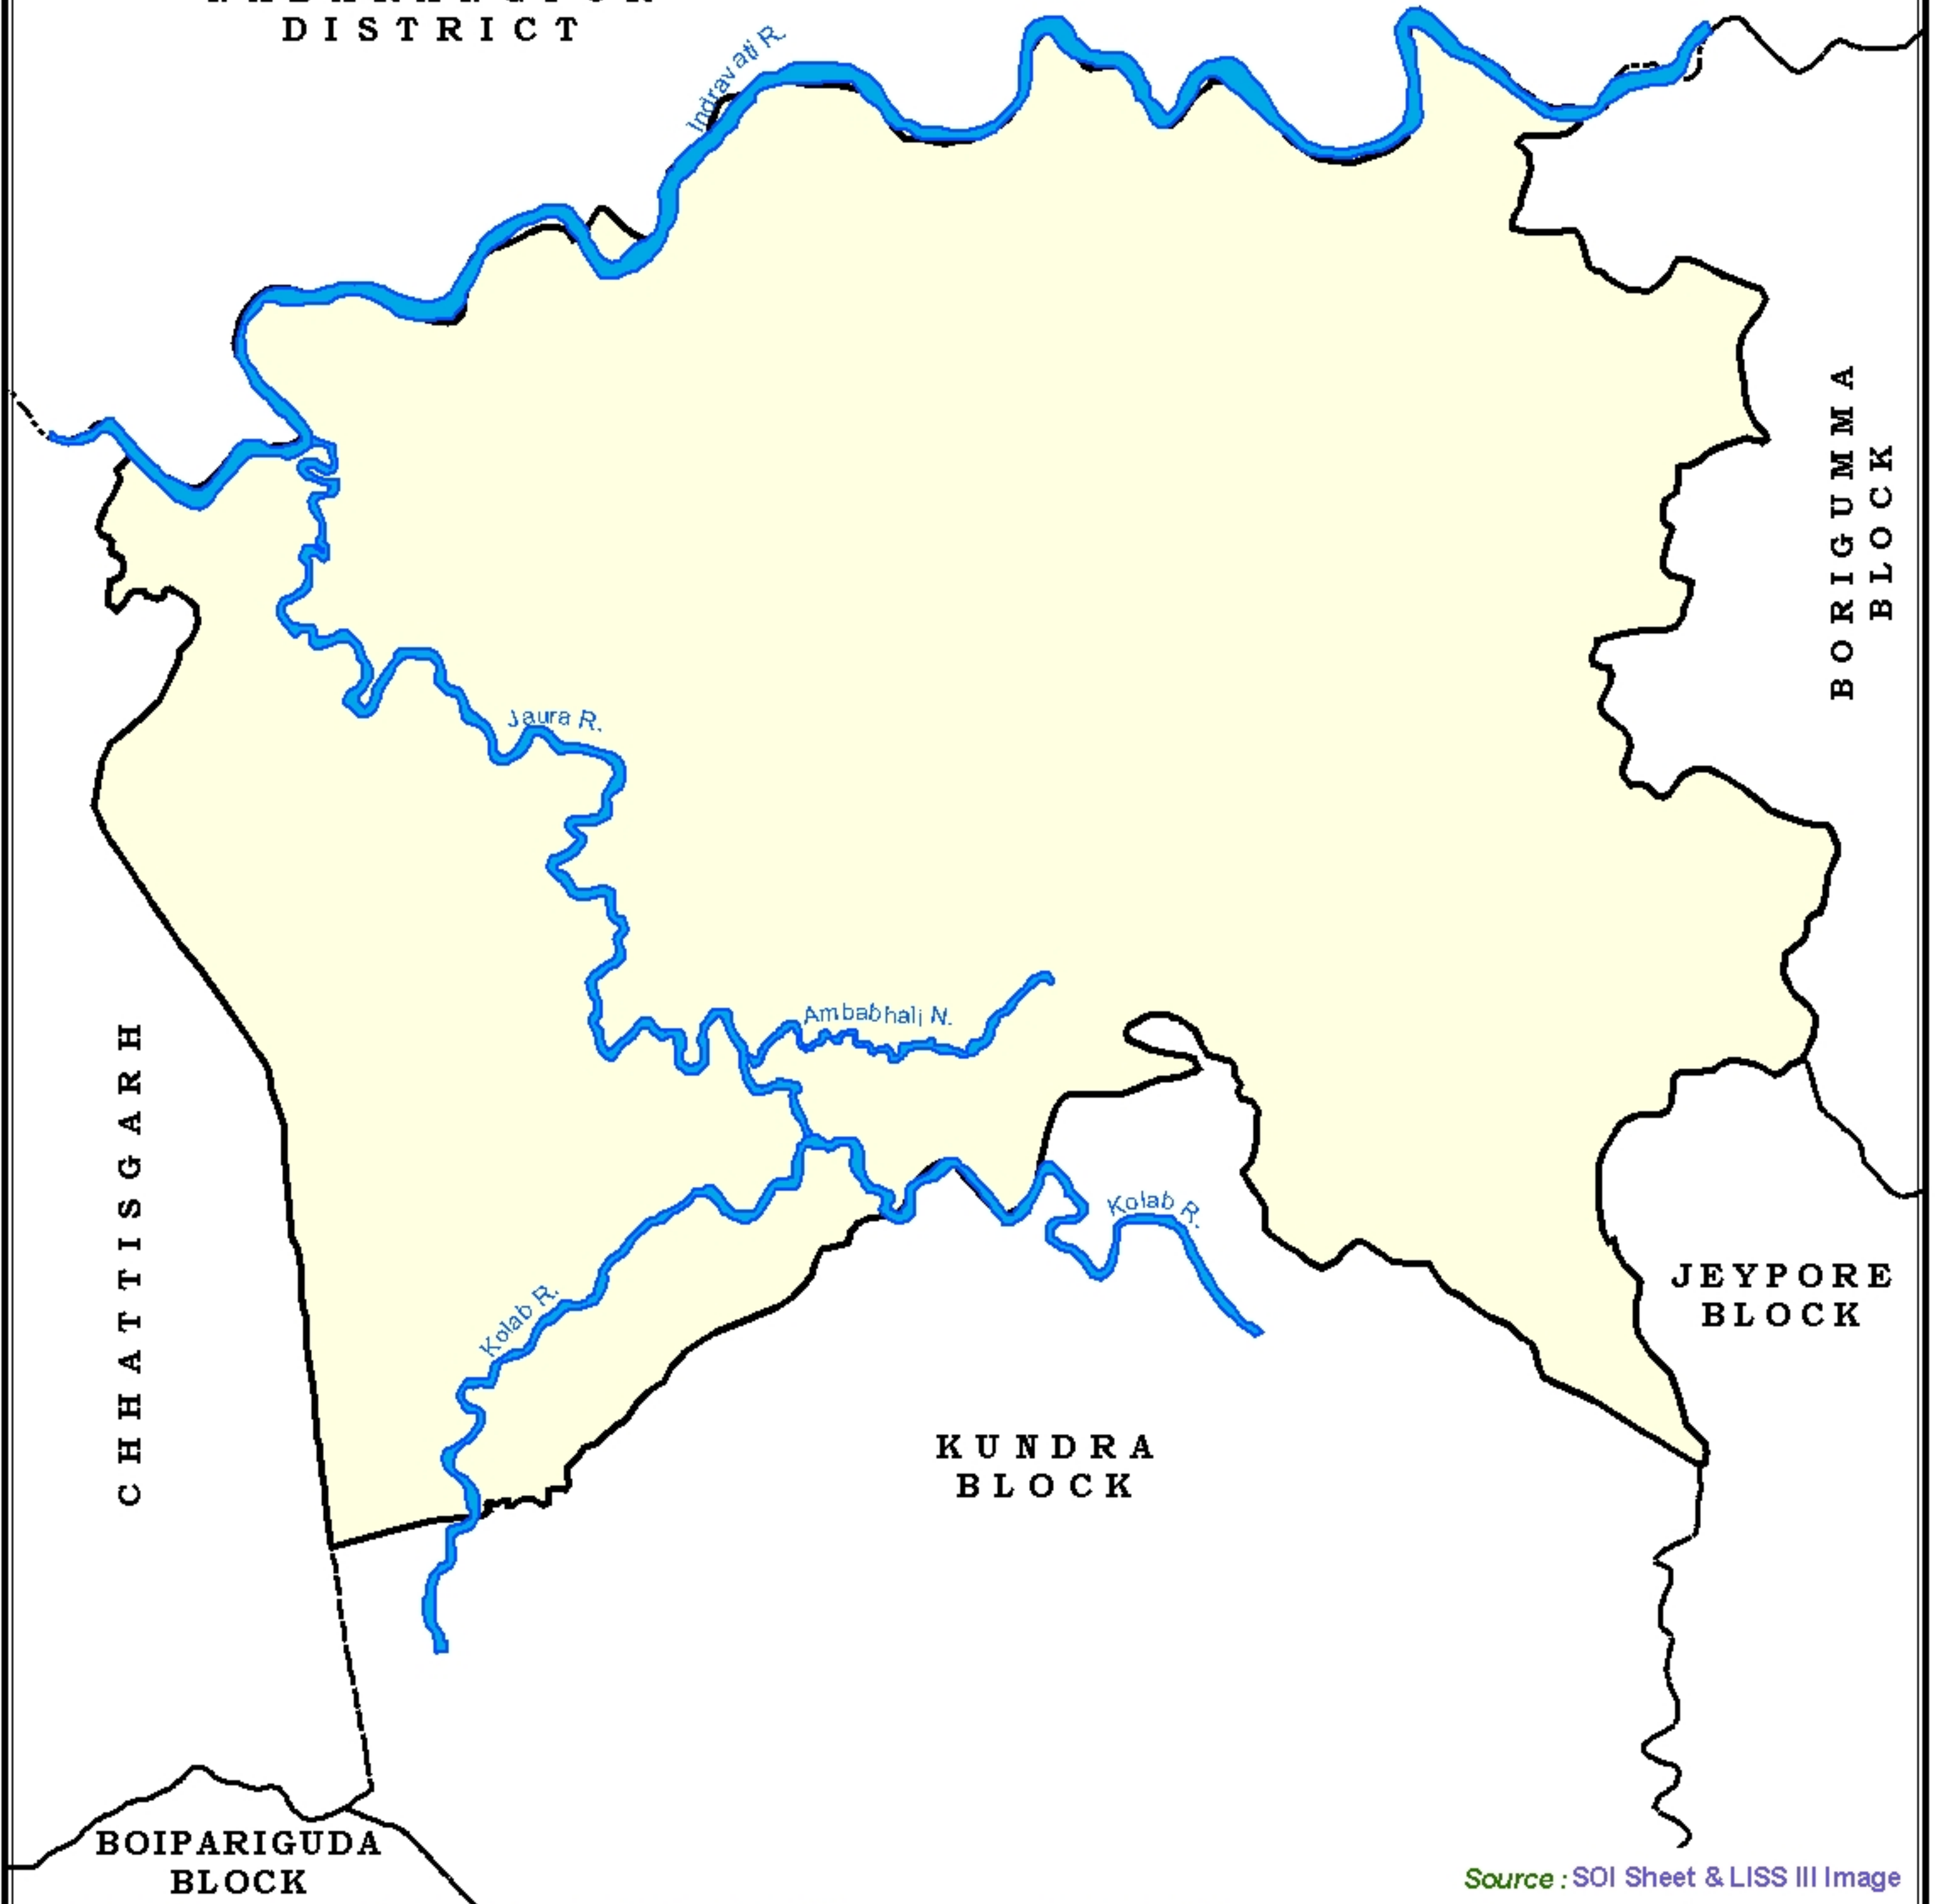 DISTRICT
Indravati R.
BORIGUMMA
BLOCK
Jaura R.
Ambabhali N.
CHHATTISGARH
Kolab R.
Kolab R.
JEYPORE
BLOCK
KUNDRA
BLOCK
BOIPARIGUDA
BLOCK
Source : SOI Sheet & LISS III Image